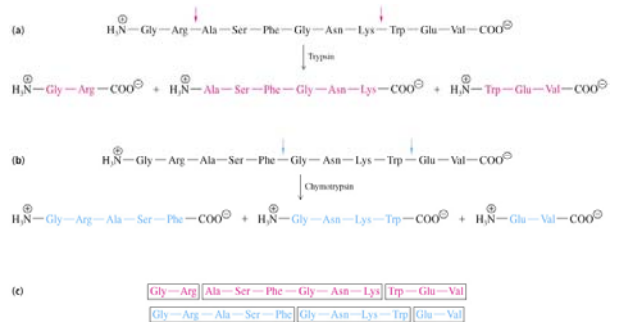 (a) H₃N⊕—Gly—Arg—Ala—Ser—Phe—Gly—Asn—Lys—Trp—Glu—Val—COO⊖
Trypsin
H₃N⊕—Gly—Arg—COO⊖ + H₃N⊕—Ala—Ser—Phe—Gly—Asn—Lys—COO⊖ + H₃N⊕—Trp—Glu—Val—COO⊖
(b) H₃N⊕—Gly—Arg—Ala—Ser—Phe—Gly—Asn—Lys—Trp—Glu—Val—COO⊖
Chymotrypsin
H₃N⊕—Gly—Arg—Ala—Ser—Phe—COO⊖ + H₃N⊕—Gly—Asn—Lys—Trp—COO⊖ + H₃N⊕—Glu—Val—COO⊖
(c) Gly—Arg Ala—Ser—Phe—Gly—Asn—Lys Trp—Glu—Val
Gly—Arg—Ala—Ser—Phe Gly—Asn—Lys—Trp Glu—Val